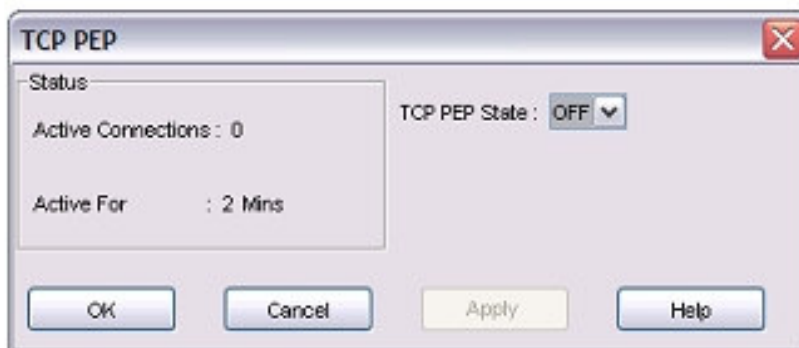 TCP PEP
Status
Active Connections : 0
Active For : 2 Mins
TCP PEP State : OFF
OK
Cancel
Apply
Help